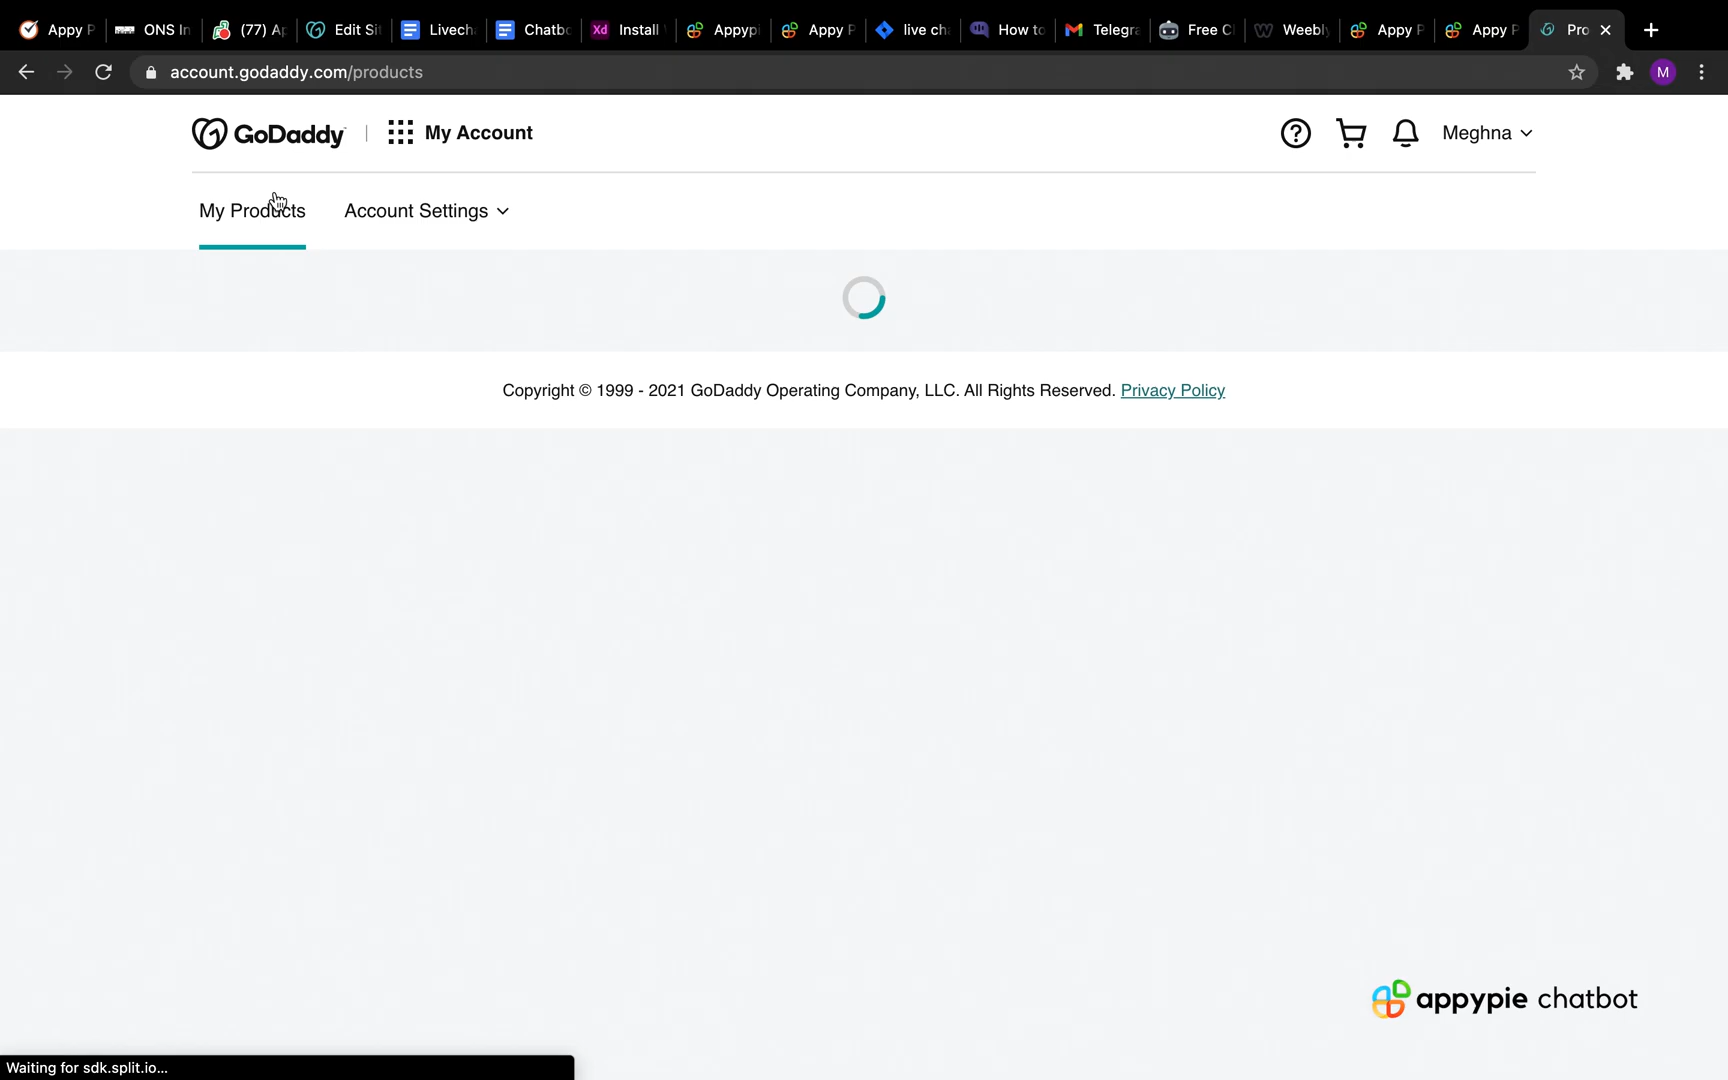 Appy P ONS In (77) Ap Edit Sit Livech Chatbo Install Appypi Appy P live cha How to Telegra Free Cl Weebly Appy P Appy P Pro
account.godaddy.com/products M
GoDaddy My Account Meghna
My Products Account Settings
Copyright © 1999 - 2021 GoDaddy Operating Company, LLC. All Rights Reserved. Privacy Policy
appypie chatbot
Waiting for sdk.split.io...